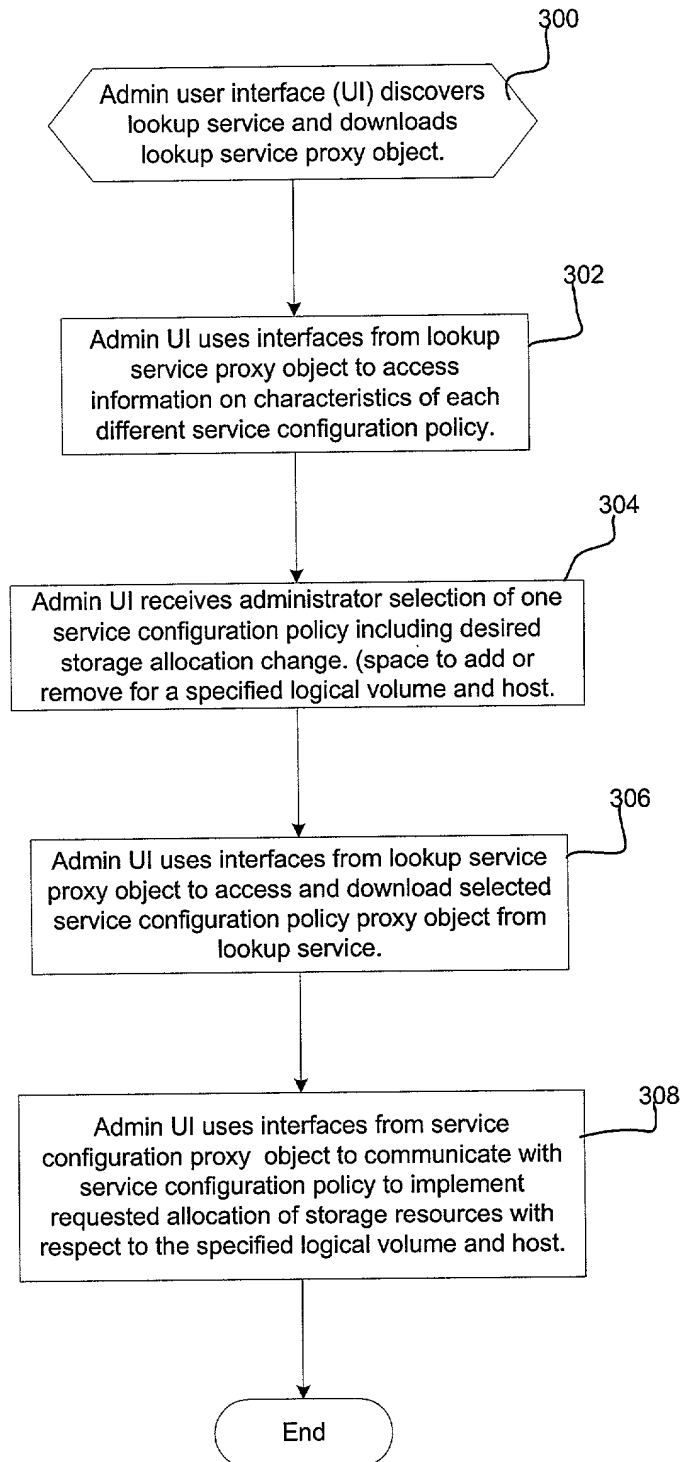 300
Admin user interface (UI) discovers
lookup service and downloads
lookup service proxy object.
302
Admin UI uses interfaces from lookup
service proxy object to access
information on characteristics of each
different service configuration policy.
304
Admin UI receives administrator selection of one
service configuration policy including desired
storage allocation change. (space to add or
remove for a specified logical volume and host.
306
Admin UI uses interfaces from lookup service
proxy object to access and download selected
service configuration policy proxy object from
lookup service.
308
Admin UI uses interfaces from service
configuration proxy object to communicate with
service configuration policy to implement
requested allocation of storage resources with
respect to the specified logical volume and host.
End